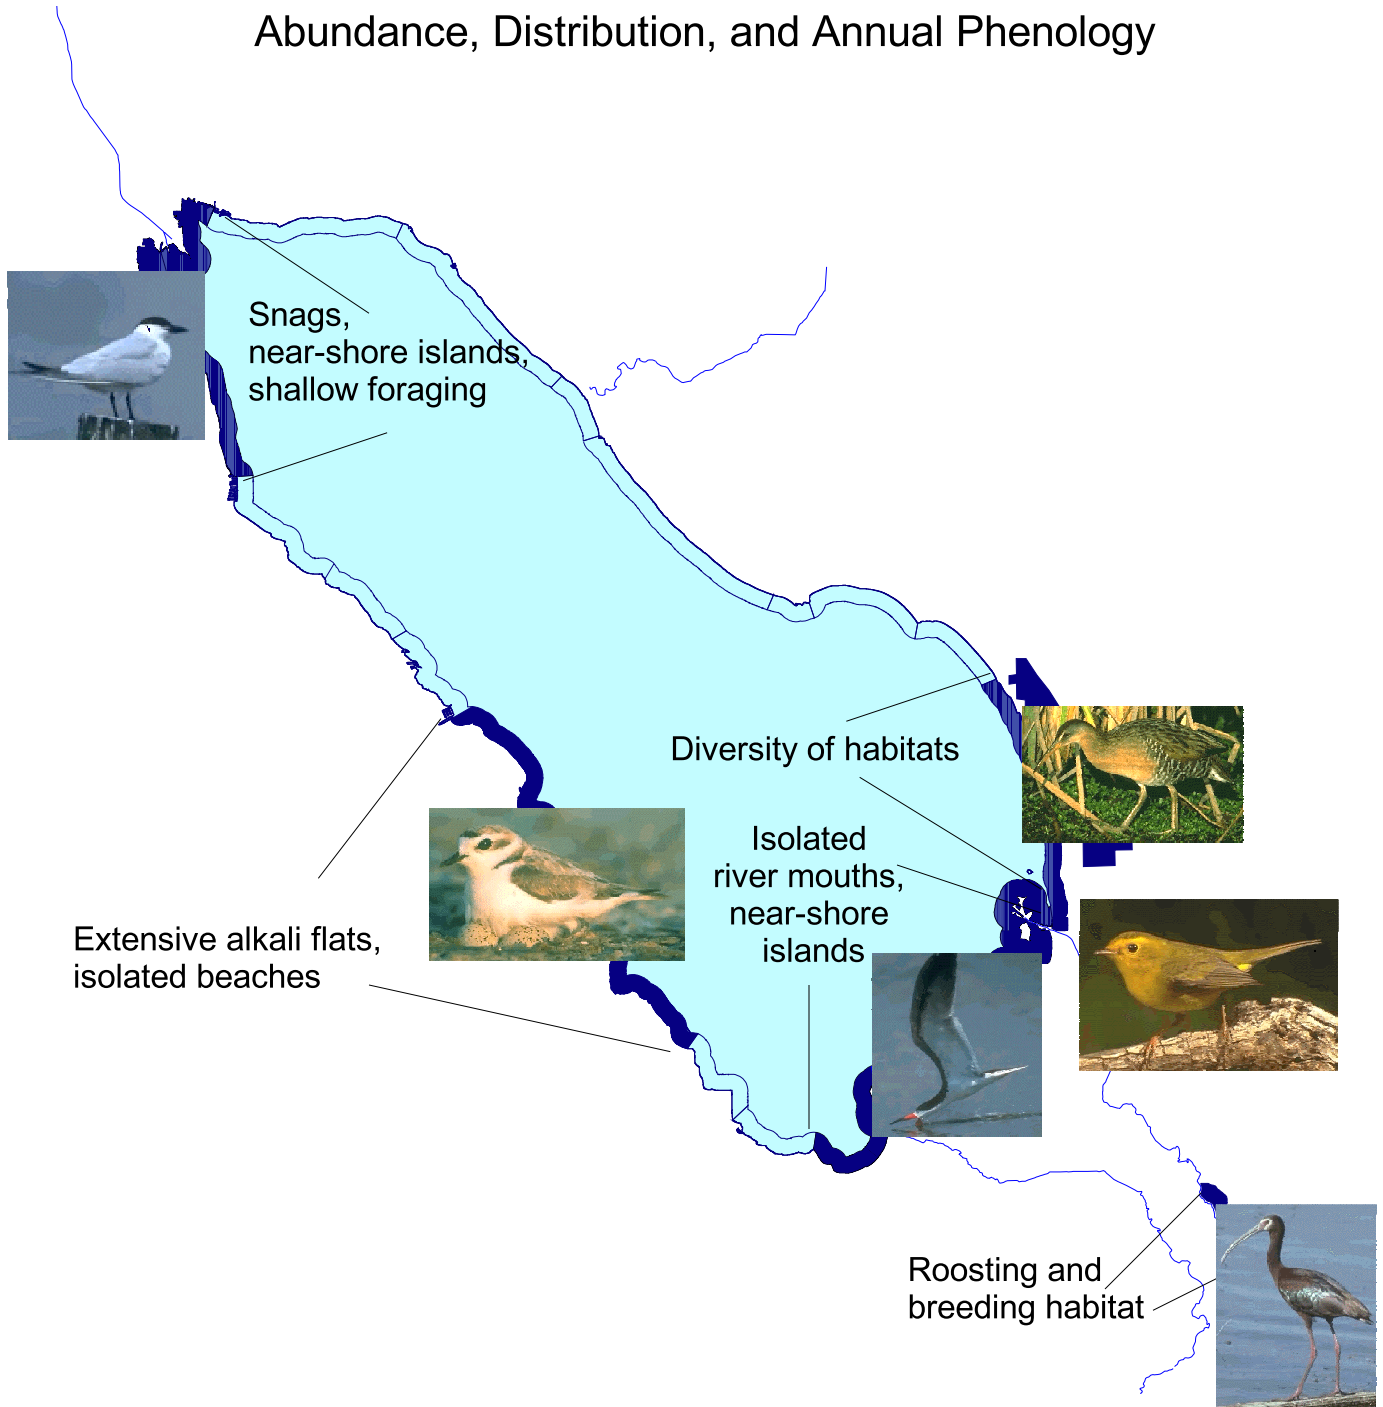 Abundance, Distribution, and Annual Phenology
Snags,
near-shore islands,
shallow foraging
Diversity of habitats
Isolated
river mouths,
near-shore
islands
Extensive alkali flats,
isolated beaches
Roosting and
breeding habitat